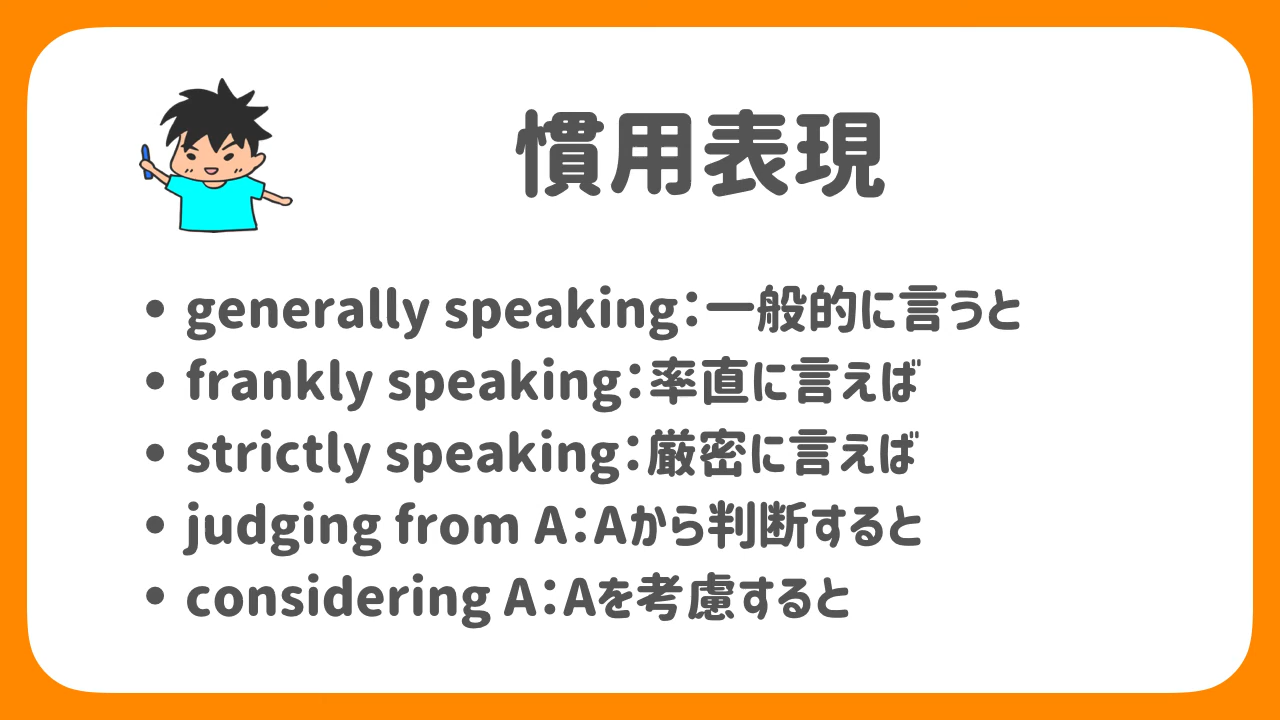 慣用表現
• generally speaking：一般的に言うと
• frankly speaking：率直に言えば
• strictly speaking：厳密に言えば
• judging from A：Aから判断すると
• considering A：Aを考慮すると